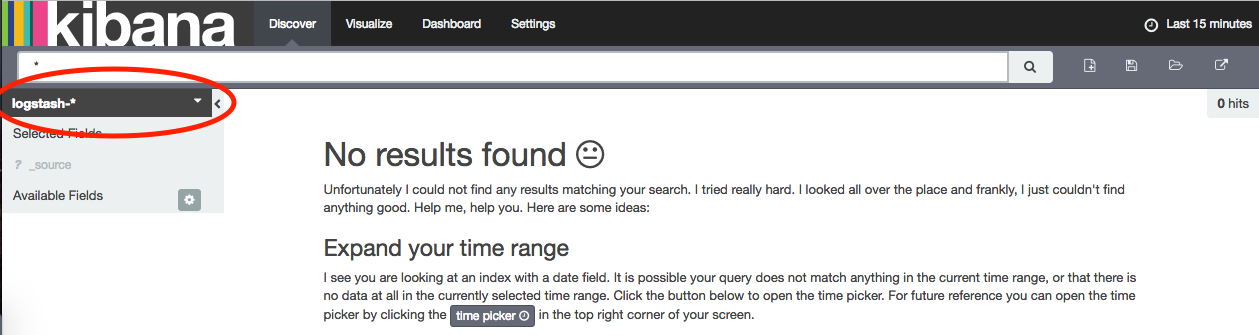 kibana Discover Visualize Dashboard Settings Last 15 minutes
*
logstash-*
0 hits
Selected Fields
? _source
Available Fields
No results found
Unfortunately I could not find any results matching your search. I tried really hard. I looked all over the place and frankly, I just couldn't find
anything good. Help me, help you. Here are some ideas:
Expand your time range
I see you are looking at an index with a date field. It is possible your query does not match anything in the current time range, or that there is
no data at all in the currently selected time range. Click the button below to open the time picker. For future reference you can open the time
picker by clicking the time picker in the top right corner of your screen.